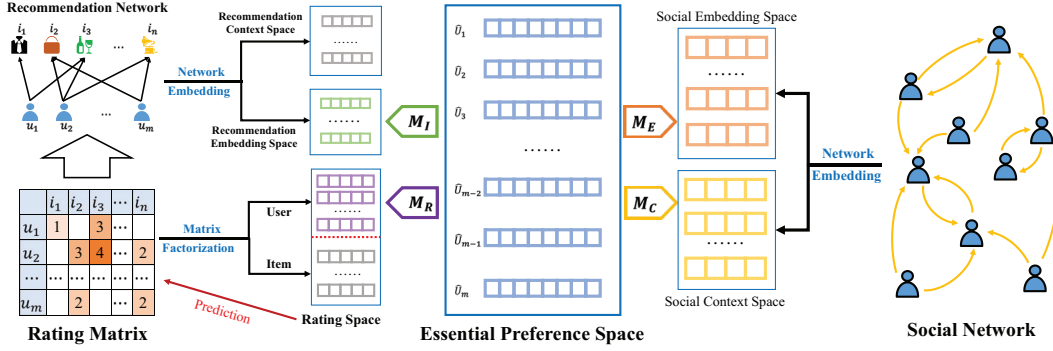 Recommendation Network
i1 i2 i3 ... in
u1 u2 ... um
Network
Embedding
Recommendation
Context Space
......
......
Recommendation
Embedding Space
i1 i2 i3 ... in
u1 1 3
u2 3 4 ... 2
... ... ... ... ...
um 2 ... 2
Rating Matrix
Matrix
Factorization
User
Item
......
......
Prediction
Rating Space
MI
MR
Û1
Û2
Û3
......
Ûm−2
Ûm−1
Ûm
Essential Preference Space
ME
MC
Social Embedding Space
......
......
Social Context Space
Network
Embedding
Social Network